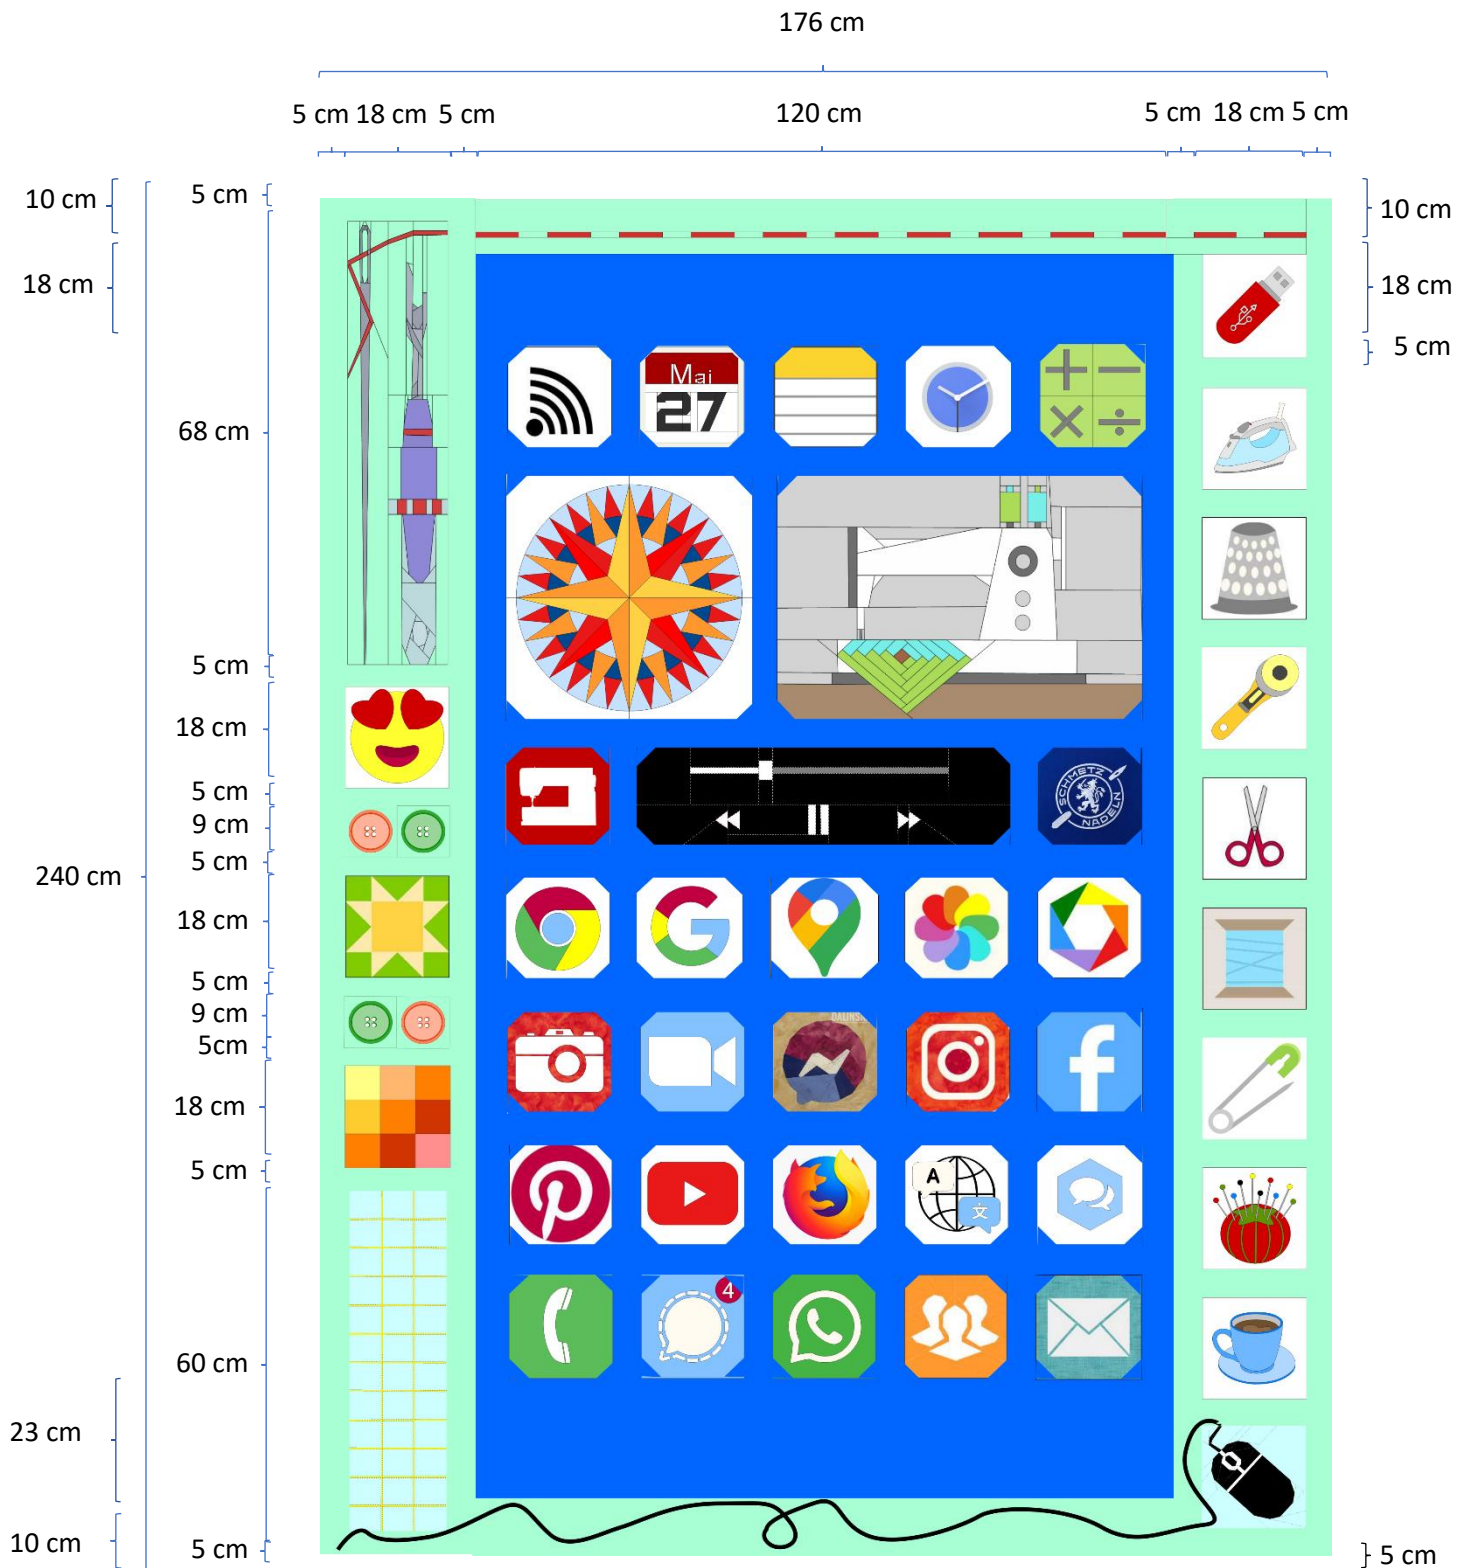 176 cm
5 cm 18 cm 5 cm 120 cm 5 cm 18 cm 5 cm
10 cm 5 cm 10 cm
18 cm 18 cm
5 cm
Mai
27
68 cm
5 cm
18 cm
5 cm
9 cm
SCHMETZ
NADELN
5 cm
240 cm
18 cm
5 cm
9 cm
5cm
18 cm
5 cm
A
文
4
60 cm
23 cm
10 cm 5 cm 5 cm